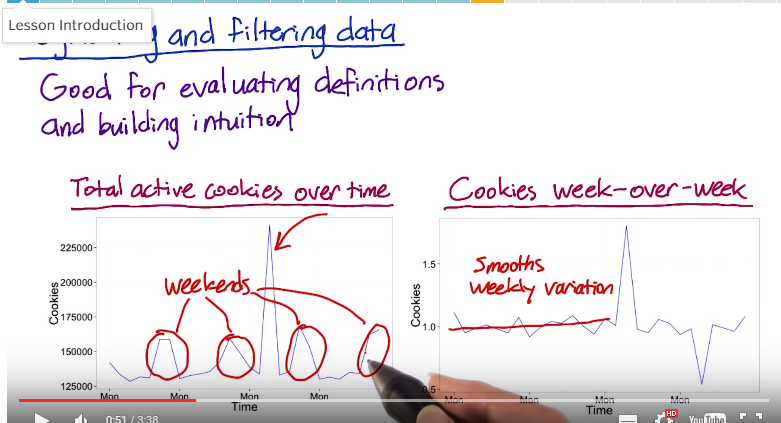 Lesson Introduction
and filtering data
Good for evaluating definitions
and building intuition
Total active cookies over time
Cookies week-over-week
225000
200000
175000
150000
125000
Cookies
weekends
Mon Mon Mon Mon
Time
1.5
1.0
0.5
Cookies
Smooths
weekly variation
Mon Mon Mon Mon
Time
0:51 / 3:38
HD
YouTube